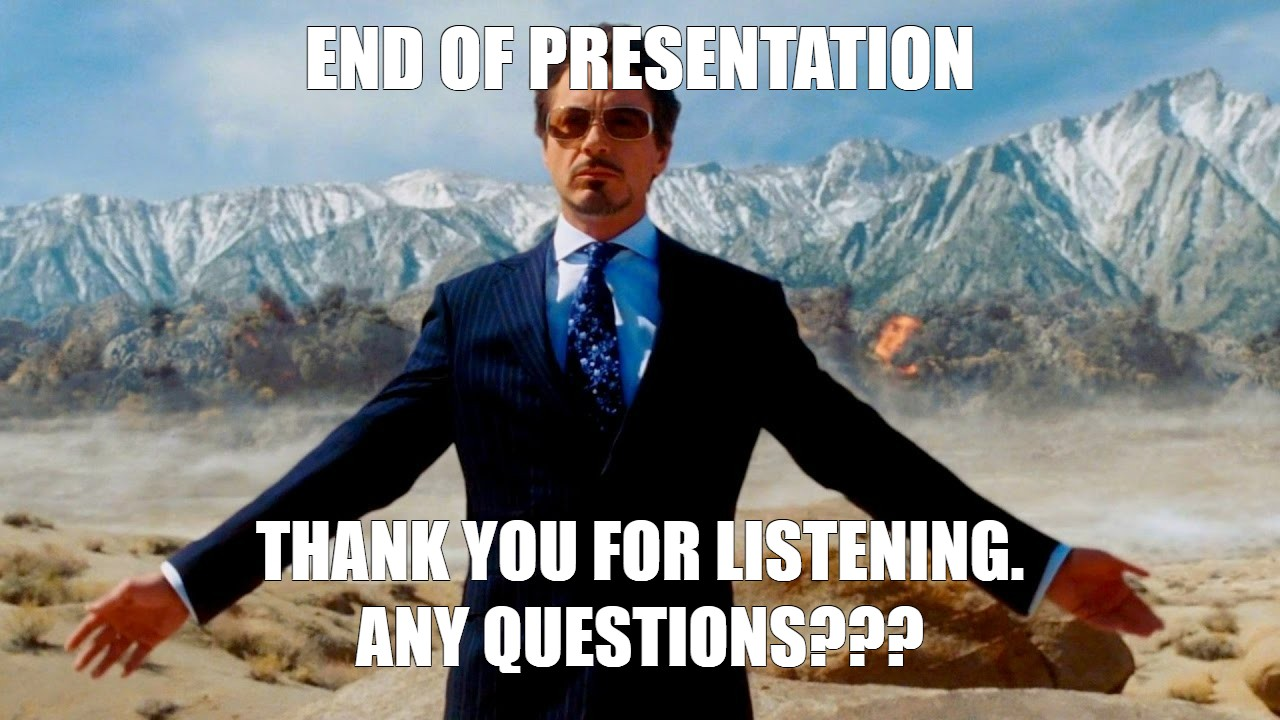 END OF PRESENTATION
THANK YOU FOR LISTENING.
ANY QUESTIONS???